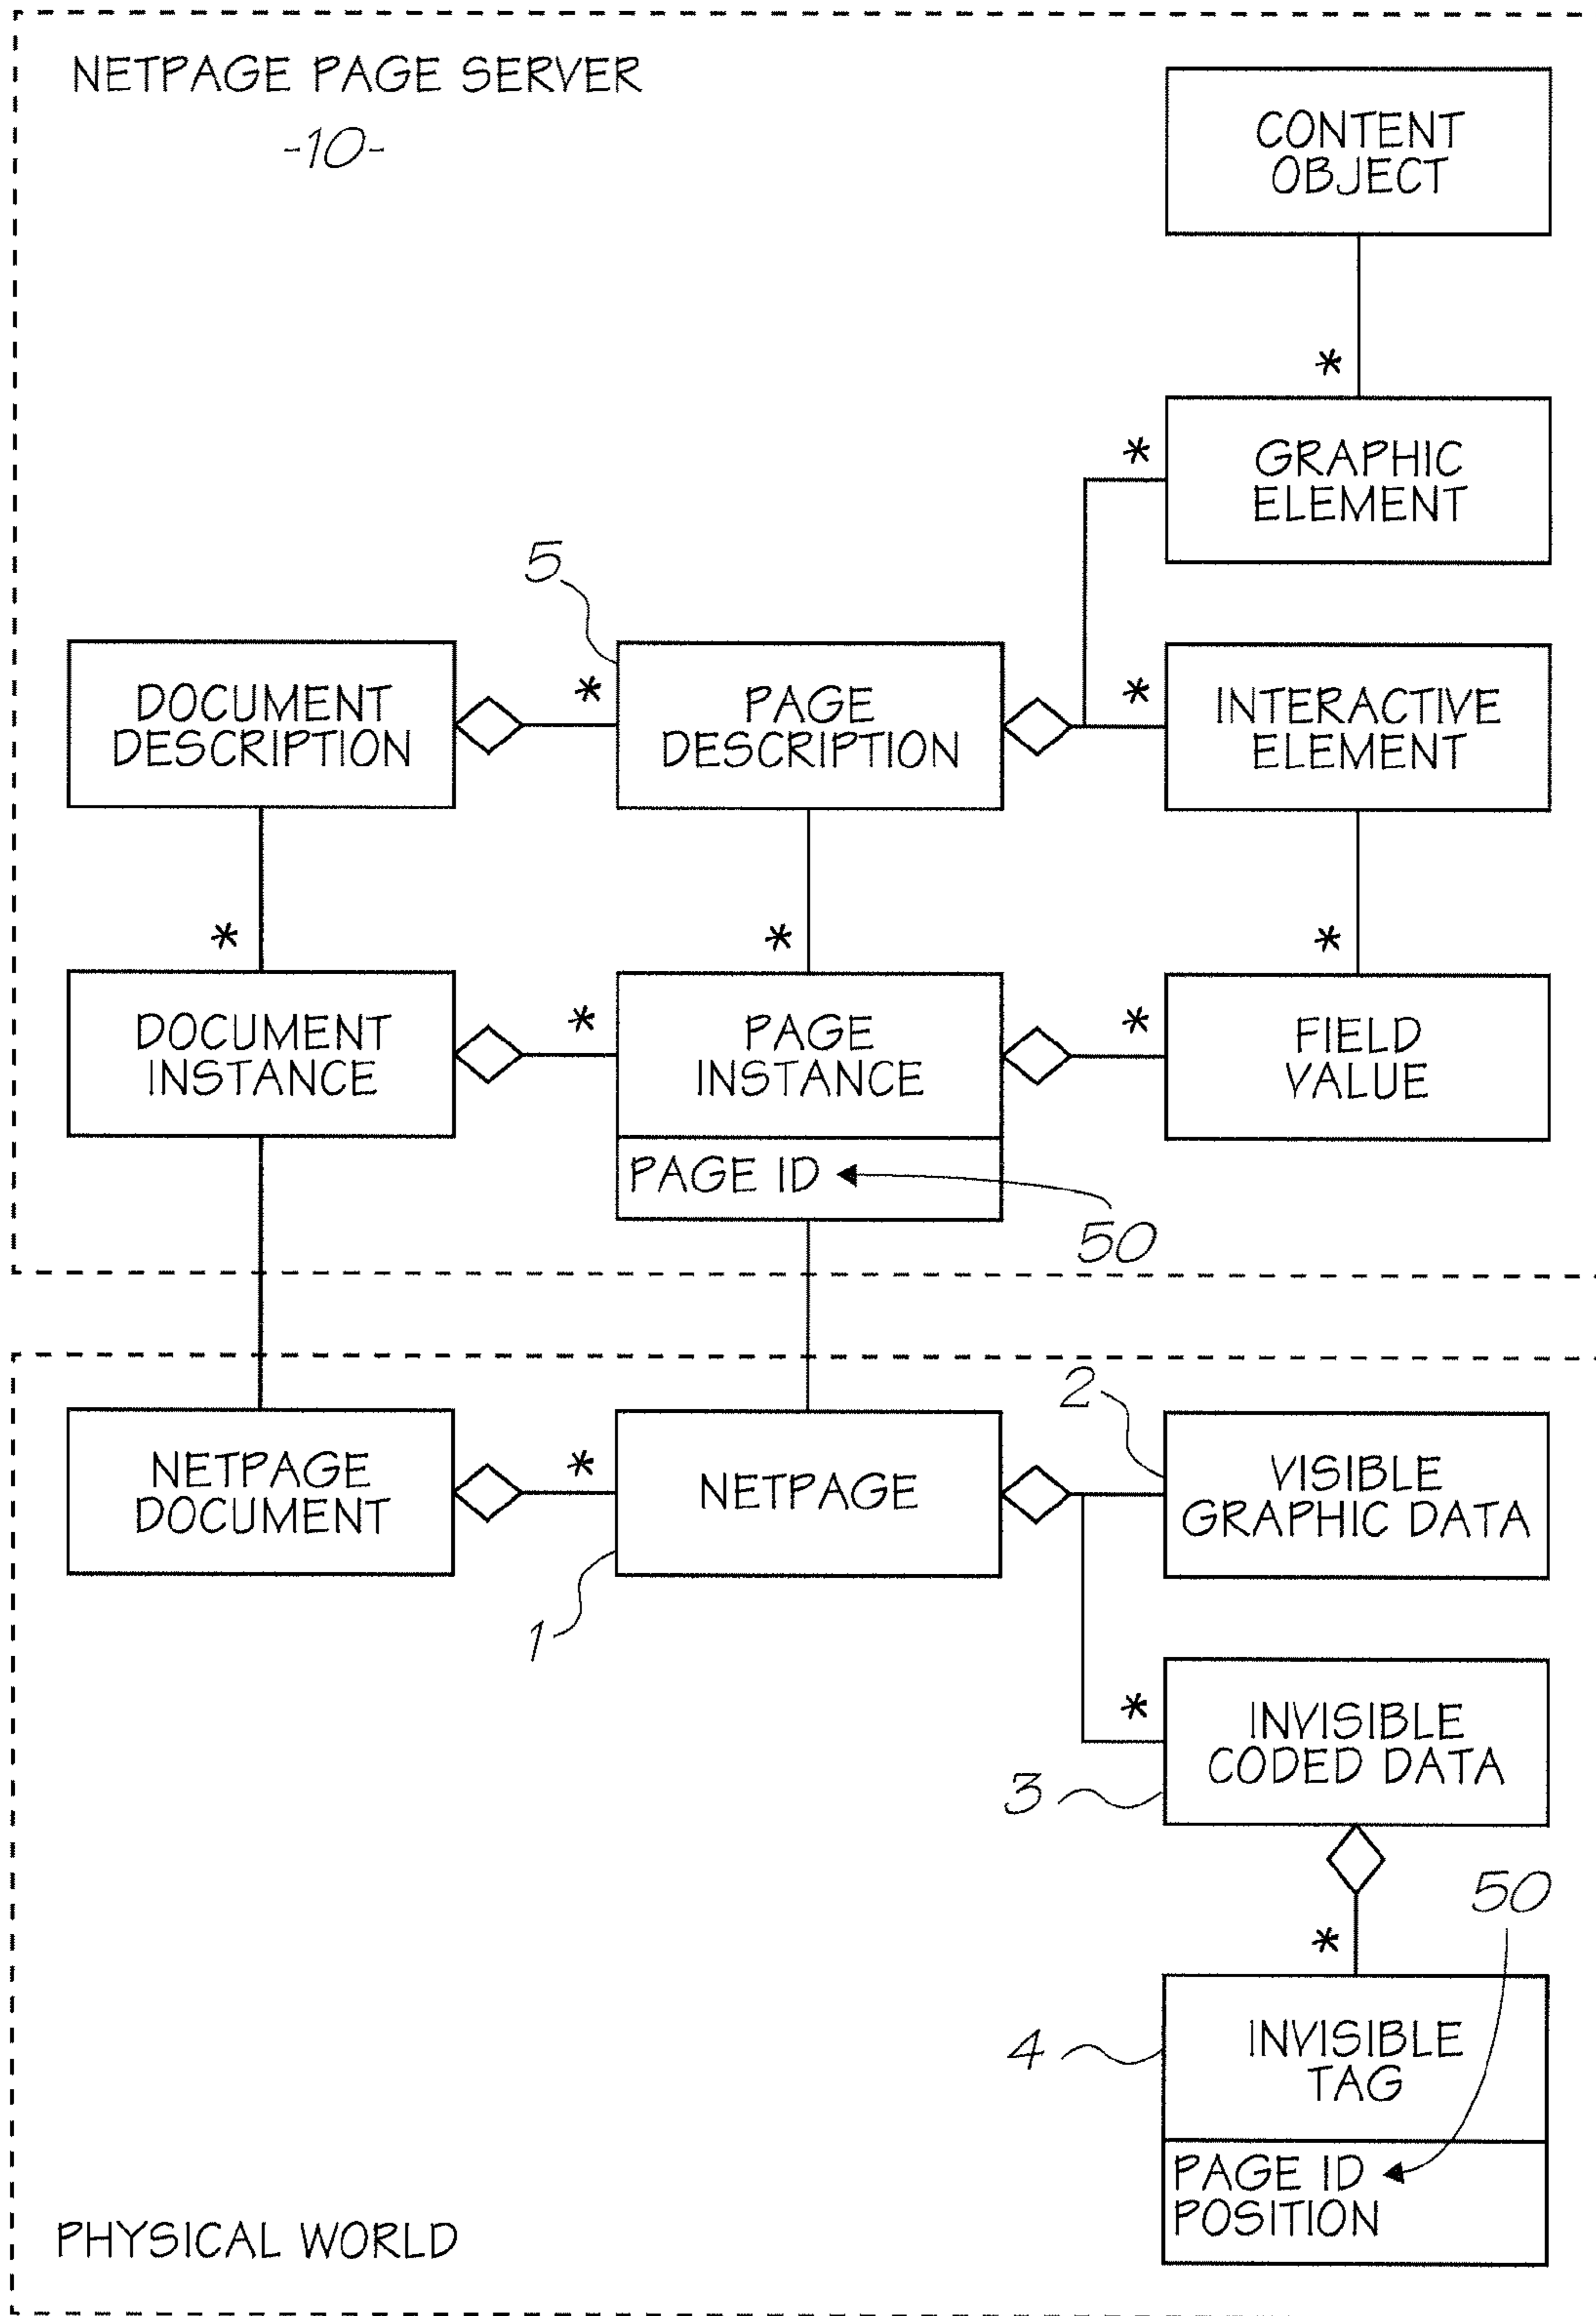 NETPAGE PAGE SERVER
-10-
CONTENT
OBJECT
*
*
GRAPHIC
ELEMENT
5
DOCUMENT
DESCRIPTION
*
PAGE
DESCRIPTION
*
INTERACTIVE
ELEMENT
*
*
*
DOCUMENT
INSTANCE
*
PAGE
INSTANCE
*
FIELD
VALUE
PAGE ID
50
2
NETPAGE
DOCUMENT
*
NETPAGE
VISIBLE
GRAPHIC DATA
1
*
INVISIBLE
CODED DATA
3
50
*
4
INVISIBLE
TAG
PAGE ID
POSITION
PHYSICAL WORLD